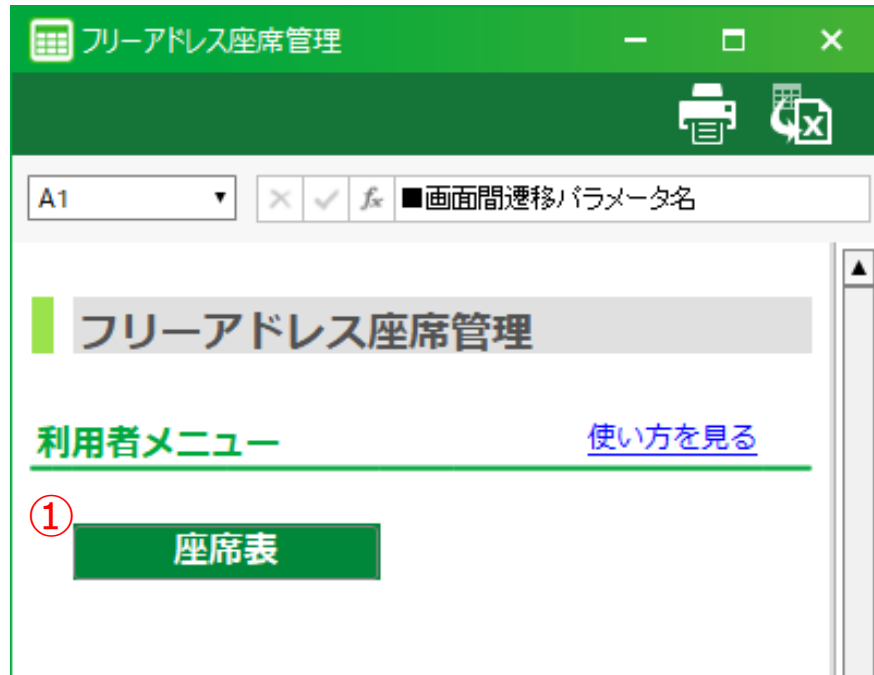 フリーアドレス座席管理
A1 fx ■画面間遷移パラメータ名
フリーアドレス座席管理
利用者メニュー 使い方を見る
①
座席表